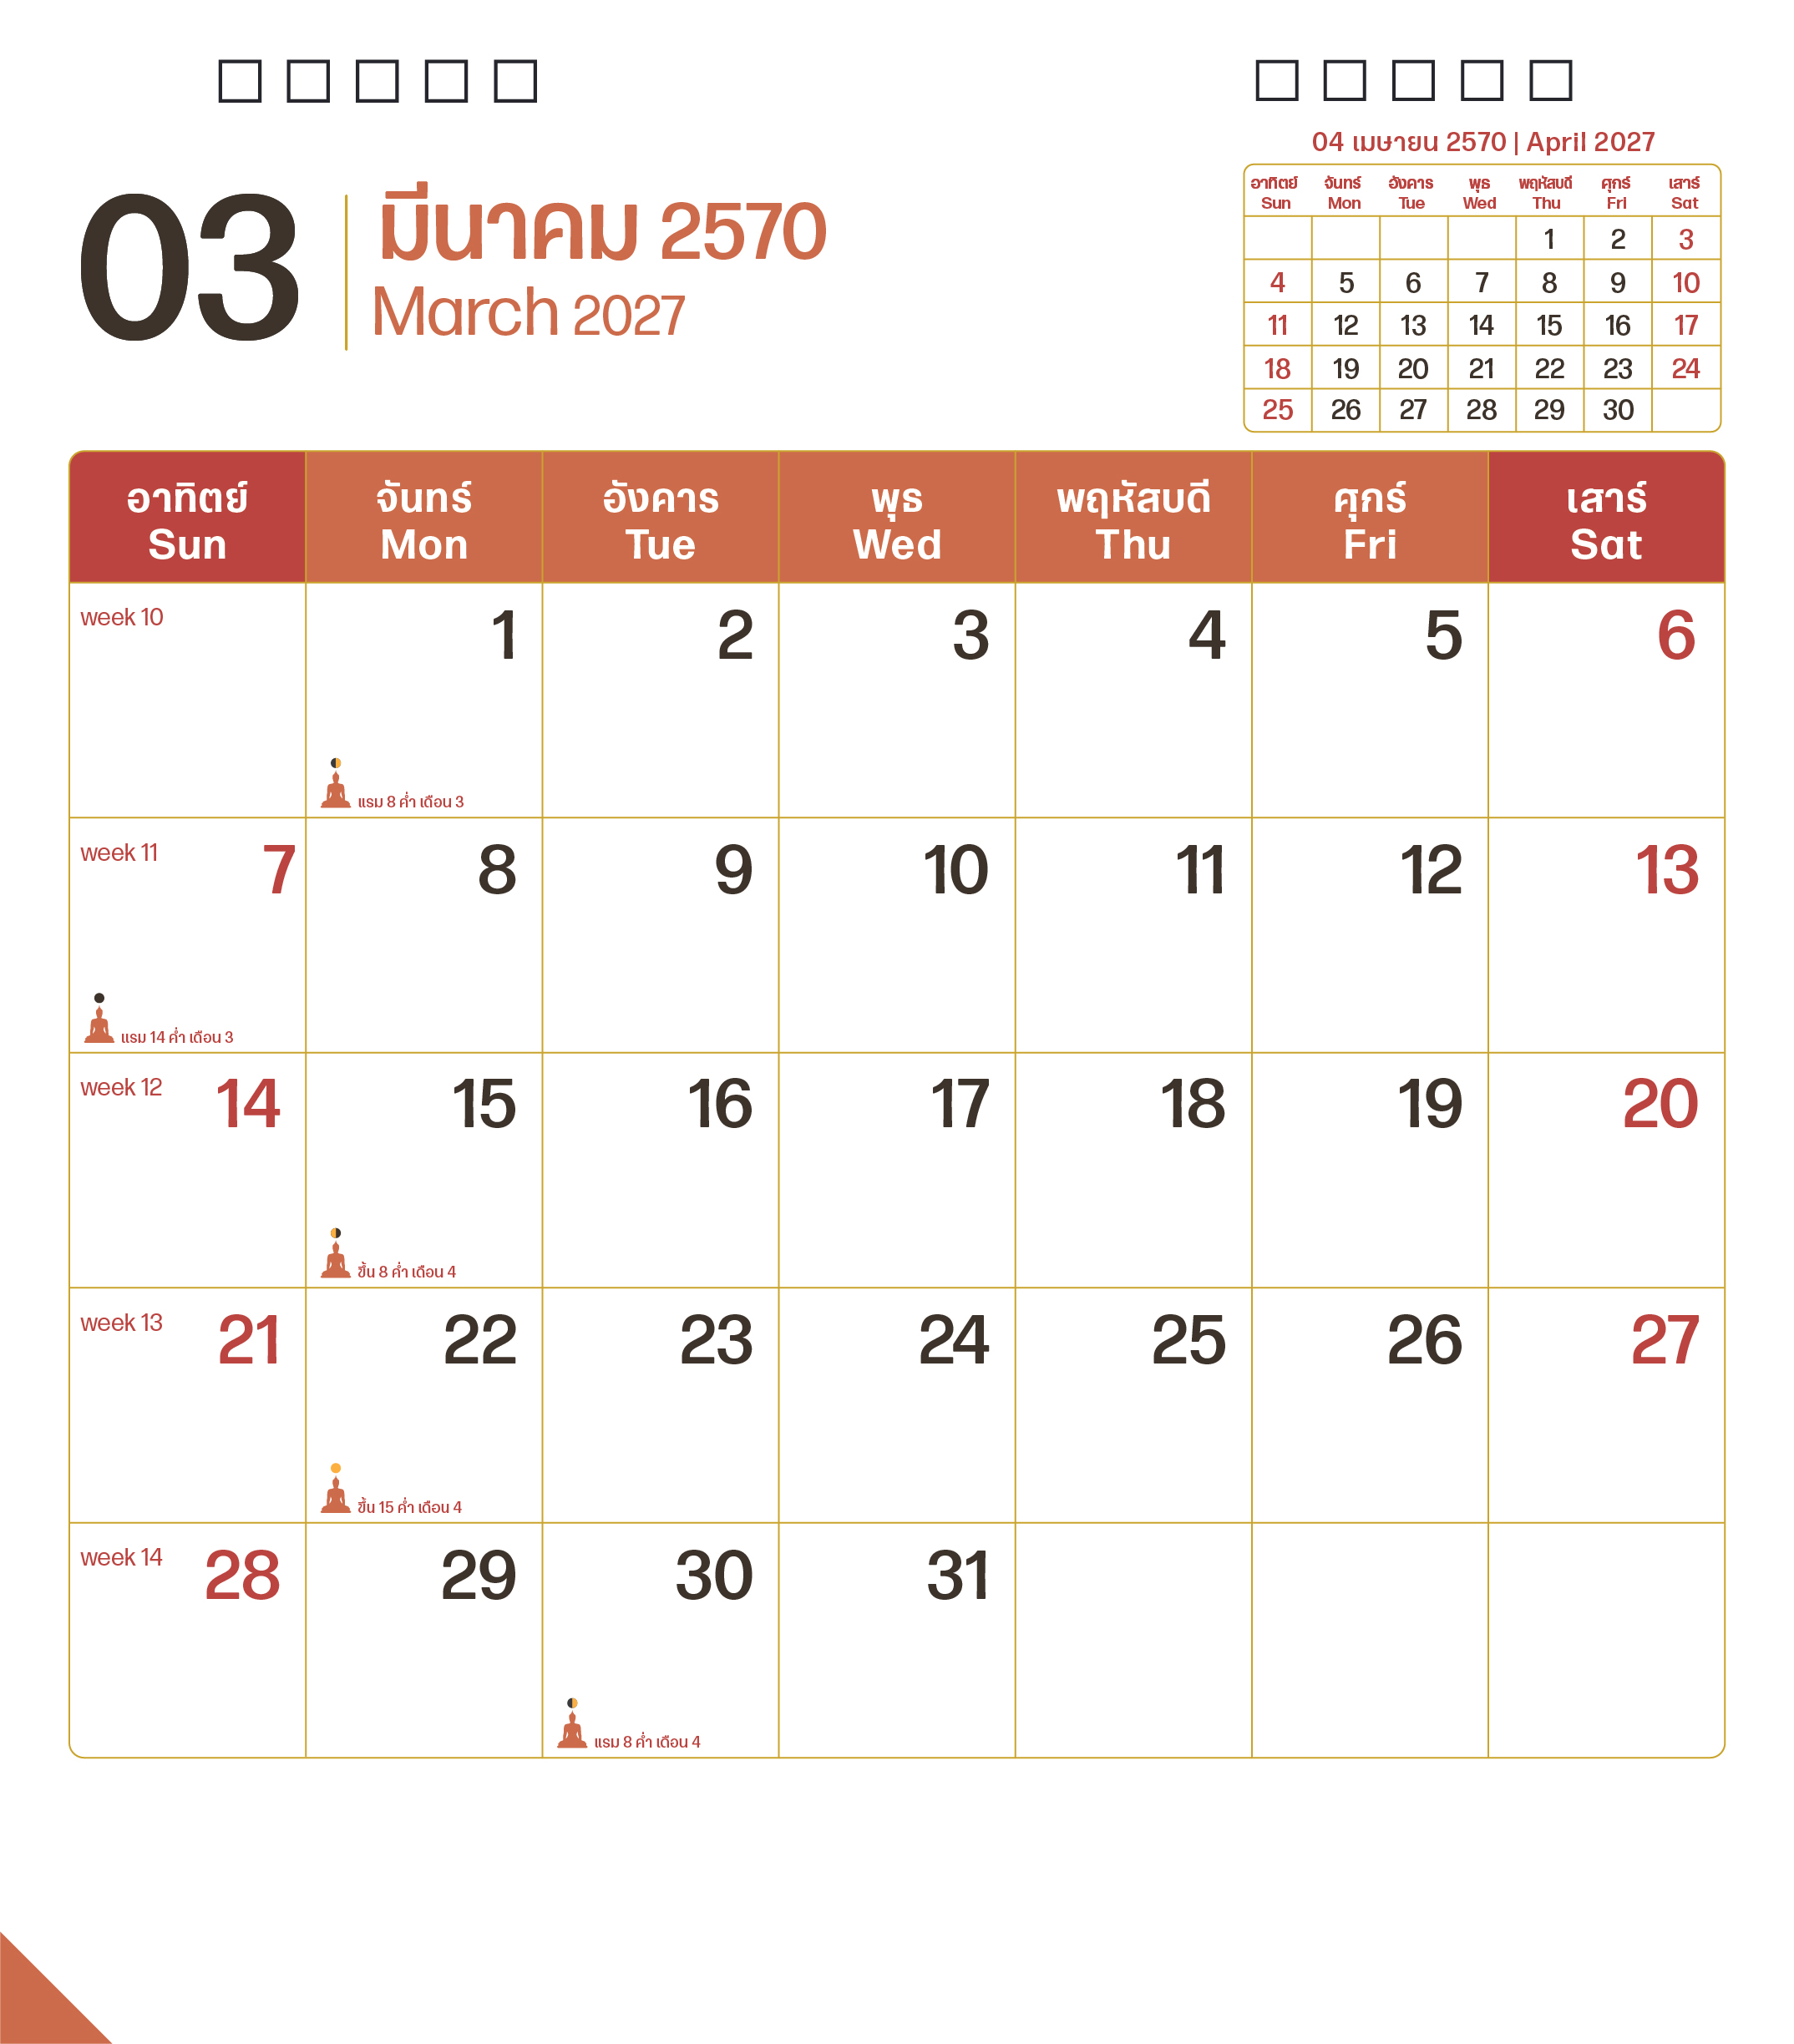 04 เมษายน 2570 | April 2027
อาทิตย์ จันทร์ อังคาร พุธ พฤหัสบดี ศุกร์ เสาร์
Sun Mon Tue Wed Thu Fri Sat
1 2 3
4 5 6 7 8 9 10
11 12 13 14 15 16 17
18 19 20 21 22 23 24
25 26 27 28 29 30
03
มีนาคม 2570
March 2027
อาทิตย์ จันทร์ อังคาร พุธ พฤหัสบดี ศุกร์ เสาร์
Sun Mon Tue Wed Thu Fri Sat
week 10 1 2 3 4 5 6
แรม 8 ค่ำ เดือน 3
week 11 7 8 9 10 11 12 13
แรม 14 ค่ำ เดือน 3
week 12 14 15 16 17 18 19 20
ขึ้น 8 ค่ำ เดือน 4
week 13 21 22 23 24 25 26 27
ขึ้น 15 ค่ำ เดือน 4
week 14 28 29 30 31
แรม 8 ค่ำ เดือน 4